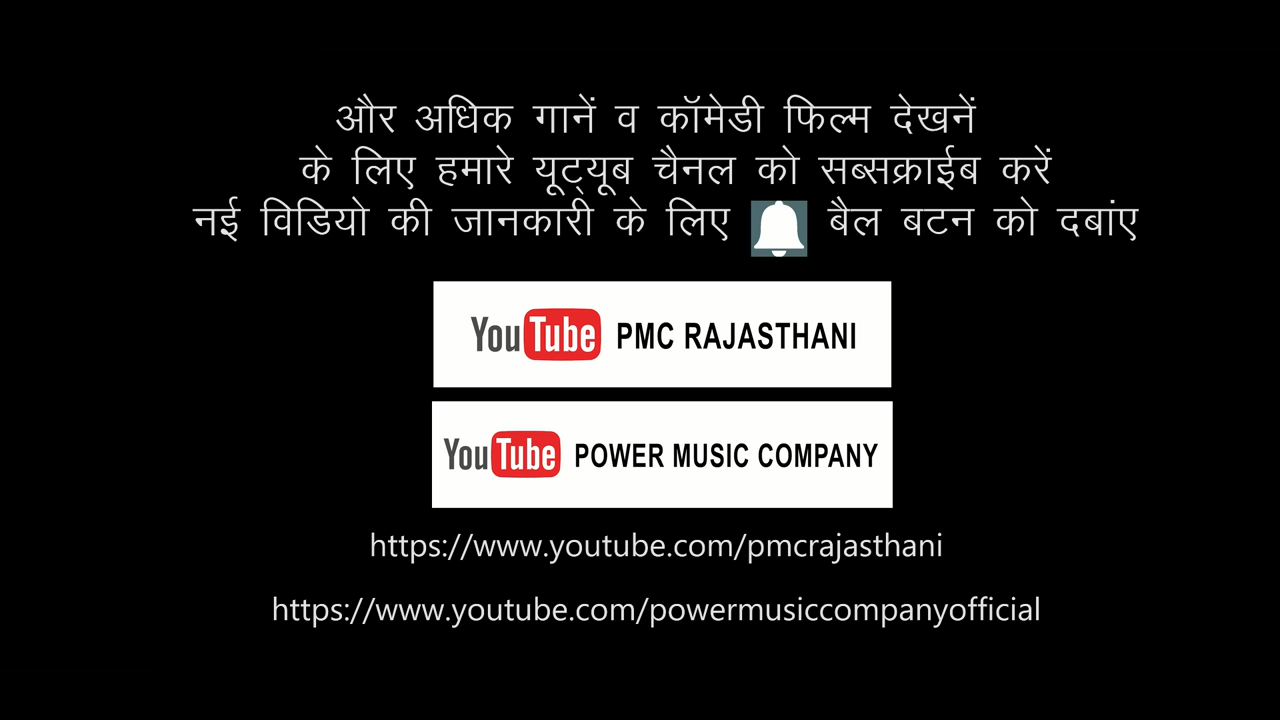 और अधिक गानें व कॉमेडी फिल्म देखनें
के लिए हमारे यूट्यूब चैनल को सब्सक्राईब करें
नई विडियो की जानकारी के लिए बैल बटन को दबांए
YouTube PMC RAJASTHANI
YouTube POWER MUSIC COMPANY
https://www.youtube.com/pmcrajasthani
https://www.youtube.com/powermusiccompanyofficial